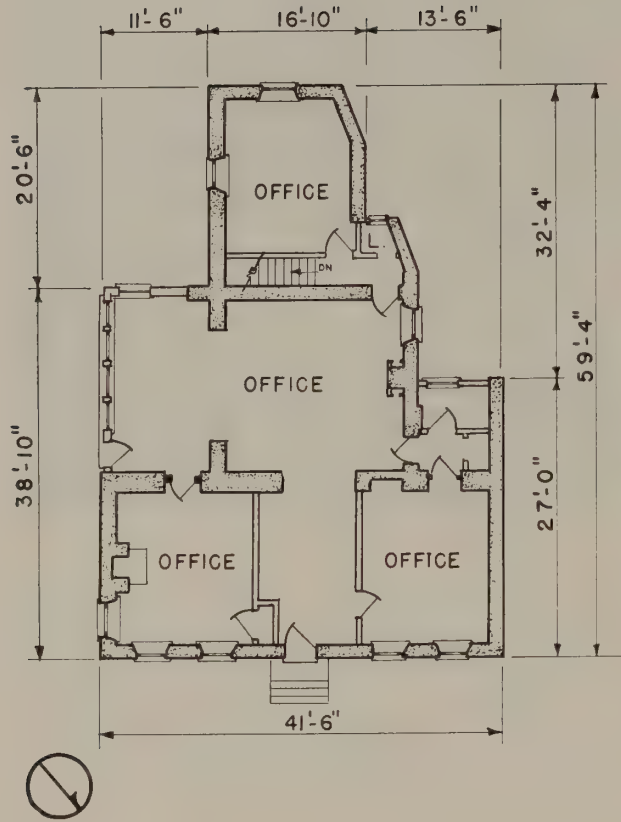 11'-6" 16'-10" 13'-6"
20'-6"
OFFICE
32'-4"
DN
59'-4"
OFFICE
38'-10"
27'-0"
OFFICE
OFFICE
41'-6"